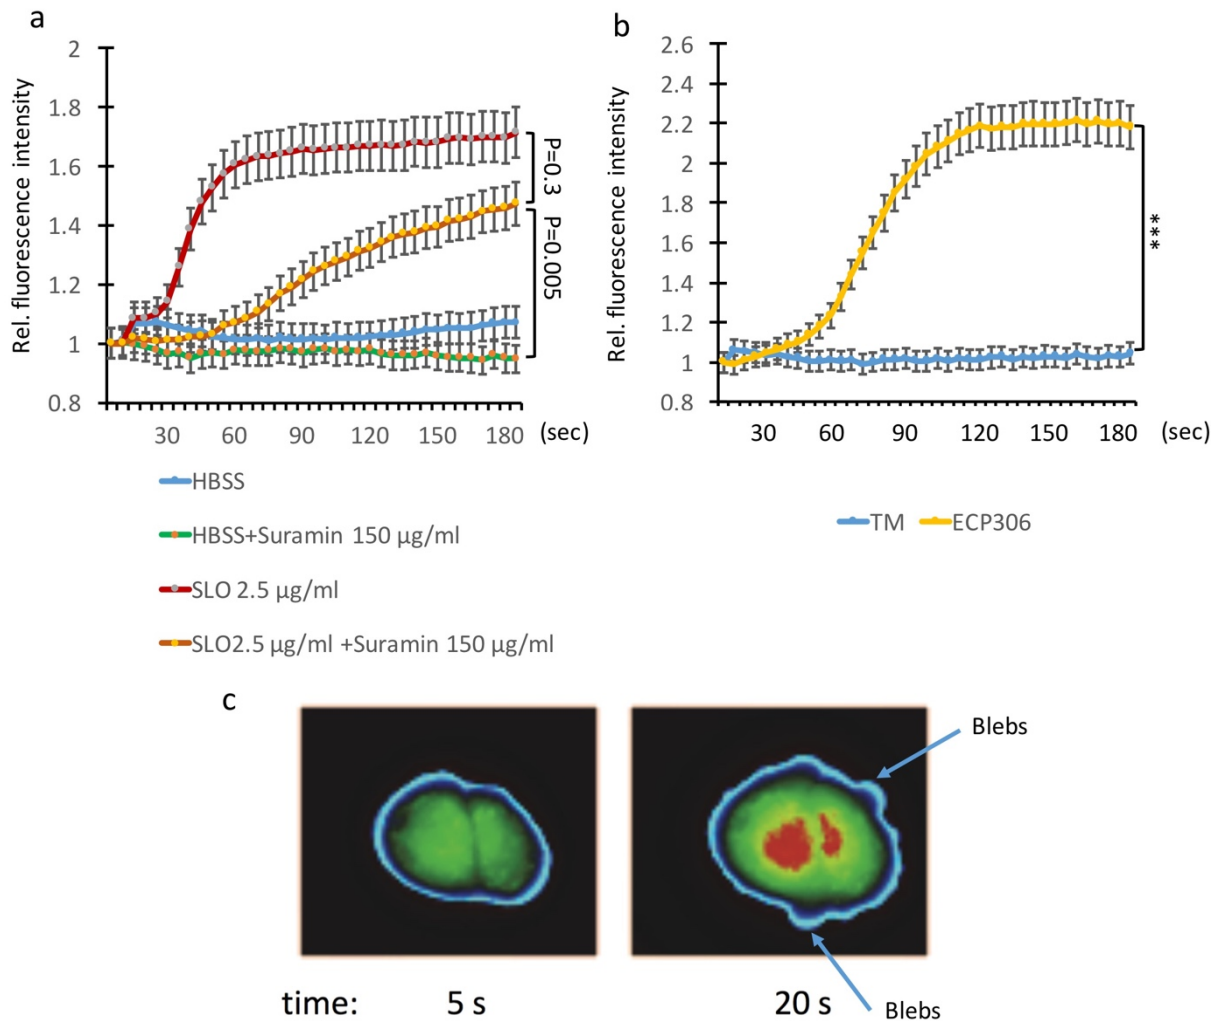 a
Rel. fluorescence intensity
2
1.8
1.6
1.4
1.2
1
0.8
30 60 90 120 150 180 (sec)
P=0.3
P=0.005
HBSS
HBSS+Suramin 150 µg/ml
SLO 2.5 µg/ml
SLO2.5 µg/ml +Suramin 150 µg/ml
b
Rel. fluorescence intensity
2.6
2.4
2.2
2
1.8
1.6
1.4
1.2
1
0.8
30 60 90 120 150 180 (sec)
***
TM ECP306
c
Blebs
Blebs
time: 5 s 20 s